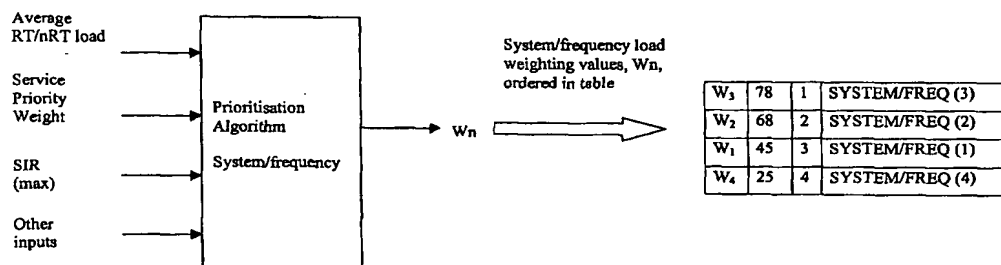 Average
RT/nRT load
Service
Priority
Weight
SIR
(max)
Other
inputs
Prioritisation
Algorithm
System/frequency
Wn
System/frequency load
weighting values, Wn,
ordered in table
W₃ 78 1 SYSTEM/FREQ (3)
W₂ 68 2 SYSTEM/FREQ (2)
W₁ 45 3 SYSTEM/FREQ (1)
W₄ 25 4 SYSTEM/FREQ (4)